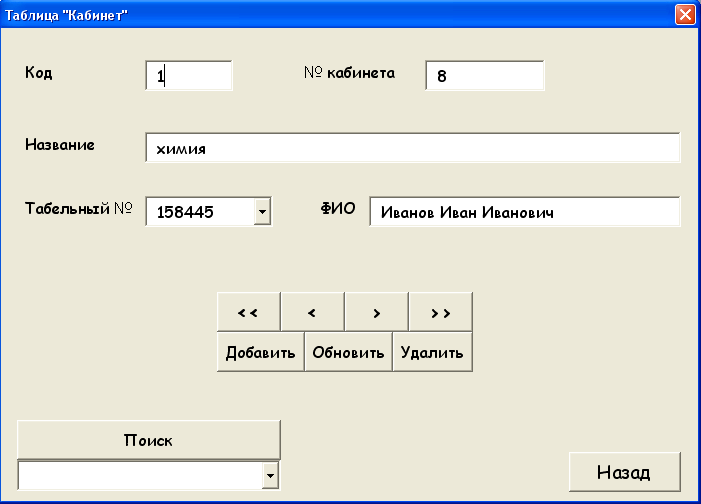 Таблица "Кабинет"
Код 1 № кабинета 8
Название химия
Табельный № 158445 ФИО Иванов Иван Иванович
<< < > >>
Добавить Обновить Удалить
Поиск
Назад